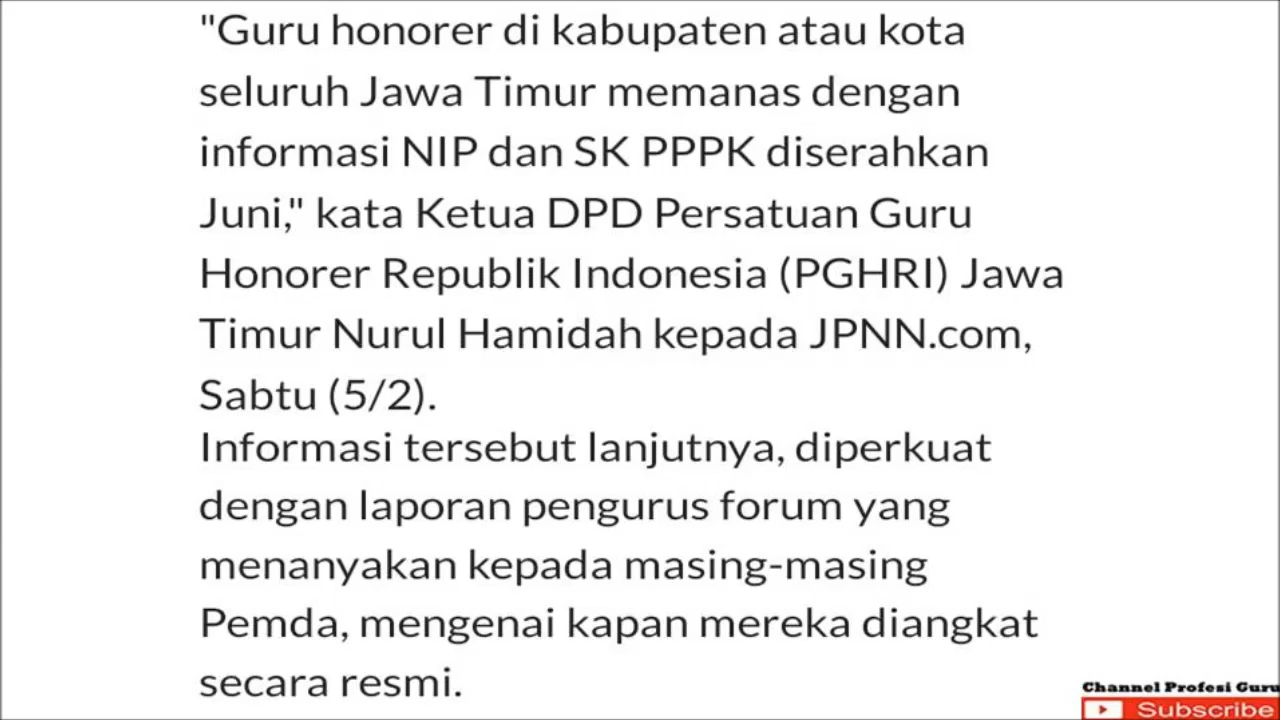 "Guru honorer di kabupaten atau kota
seluruh Jawa Timur memanas dengan
informasi NIP dan SK PPPK diserahkan
Juni," kata Ketua DPD Persatuan Guru
Honorer Republik Indonesia (PGHRI) Jawa
Timur Nurul Hamidah kepada JPNN.com,
Sabtu (5/2).
Informasi tersebut lanjutnya, diperkuat
dengan laporan pengurus forum yang
menanyakan kepada masing-masing
Pemda, mengenai kapan mereka diangkat
secara resmi.
Channel Profesi Guru
Subscribe